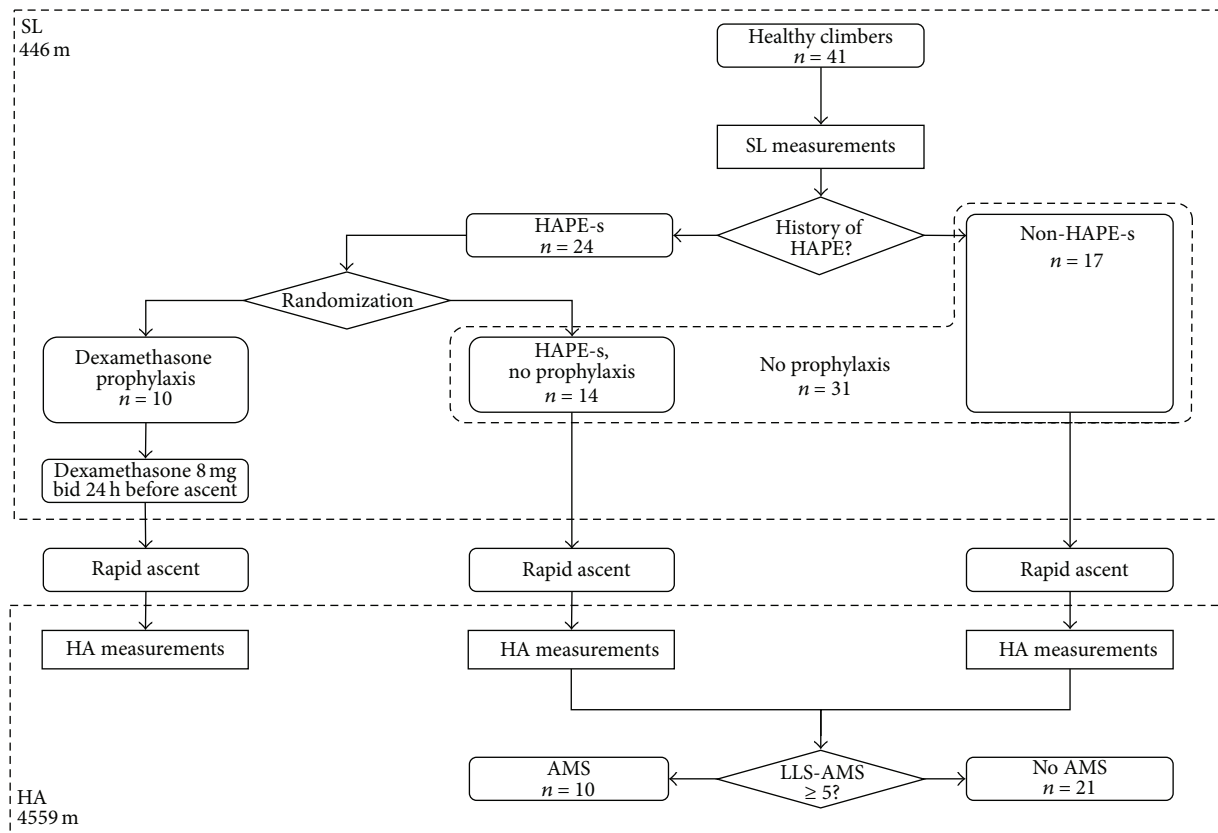 SL
446 m
Healthy climbers
n = 41
SL measurements
History of
HAPE?
HAPE-s
n = 24
Non-HAPE-s
n = 17
Randomization
Dexamethasone
prophylaxis
n = 10
HAPE-s,
no prophylaxis
n = 14
No prophylaxis
n = 31
Dexamethasone 8 mg
bid 24 h before ascent
Rapid ascent
Rapid ascent
Rapid ascent
HA measurements
HA measurements
HA measurements
AMS
n = 10
LLS-AMS
≥ 5?
No AMS
n = 21
HA
4559 m